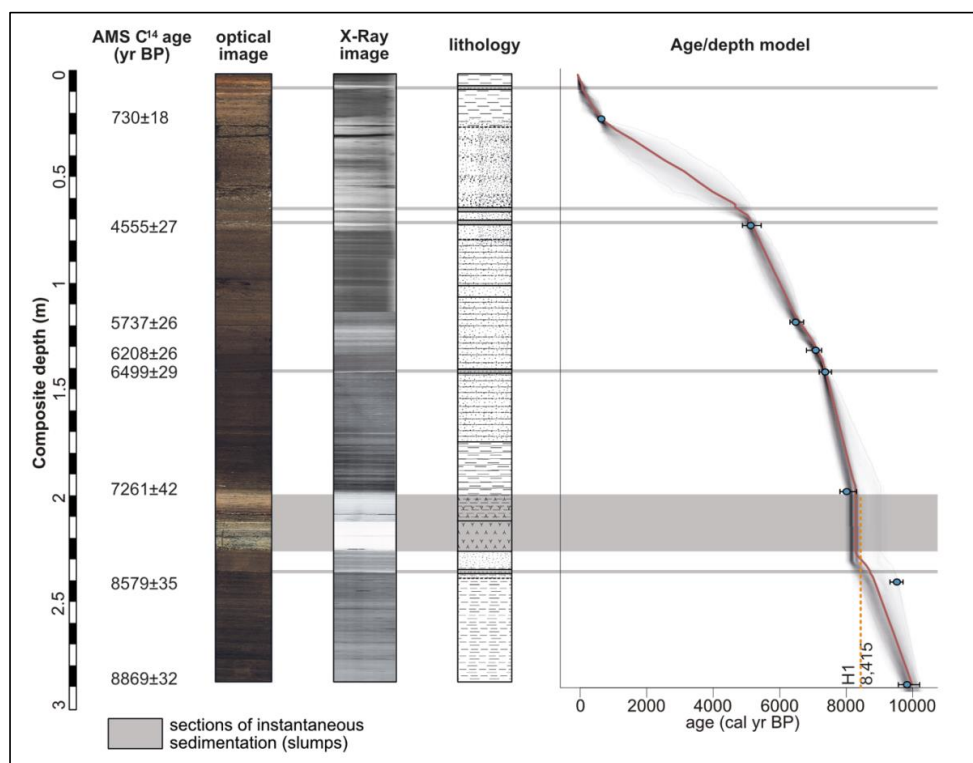 AMS C¹⁴ age
(yr BP)
optical
image
X-Ray
image
lithology
Age/depth model
Composite depth (m)
0
0.5
1
1.5
2
2.5
3
730±18
4555±27
5737±26
6208±26
6499±29
7261±42
8579±35
8869±32
H1
8,415
0 2000 4000 6000 8000 10000
age (cal yr BP)
sections of instantaneous
sedimentation (slumps)